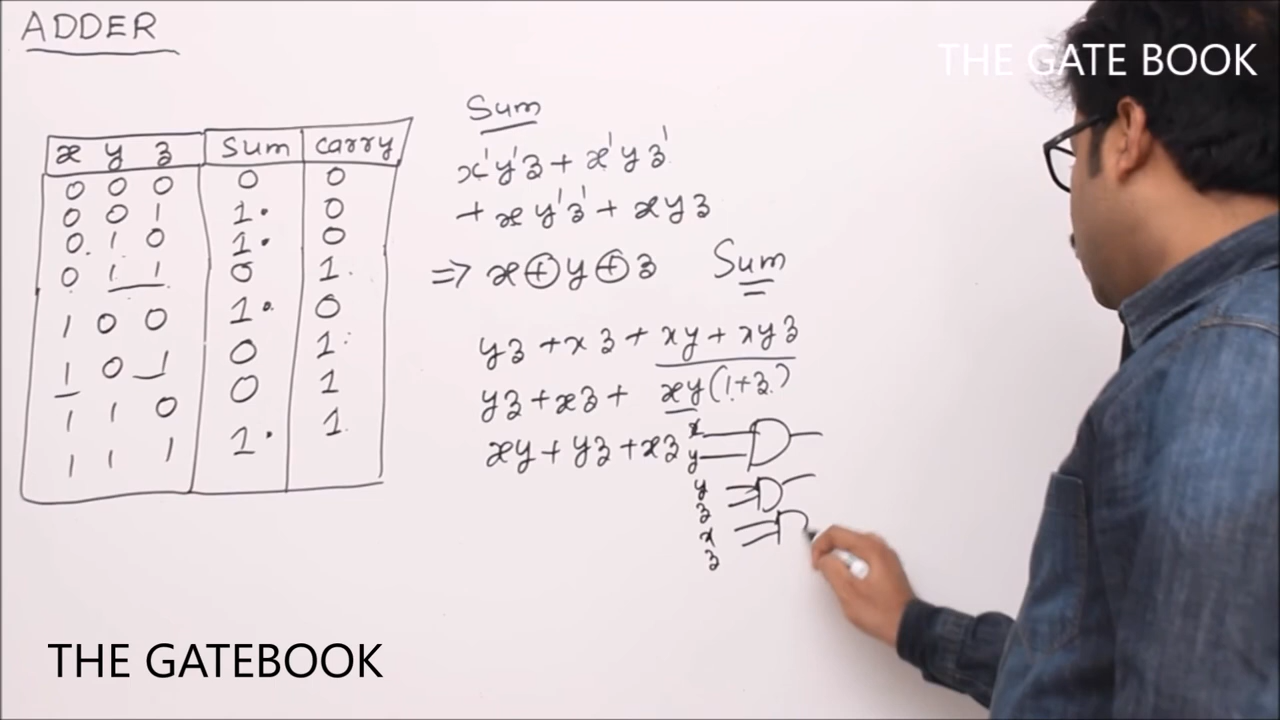 ADDER
THE GATE BOOK
x y z Sum carry
0 0 0 0 0
0 0 1 1. 0
0. 1 0 1. 0
0 1 1 0 1.
1 0 0 1. 0
1 0 1 0 1.
1 1 0 0 1
1 1 1 1. 1
Sum
x'y'z + x'yz'
+ xy'z' + xyz
⇒ x⊕y⊕z Sum
yz + xz + xy + xyz
yz + xz + xy(1+z)
xy + yz + xz
x
y
y
z
x
z
THE GATEBOOK